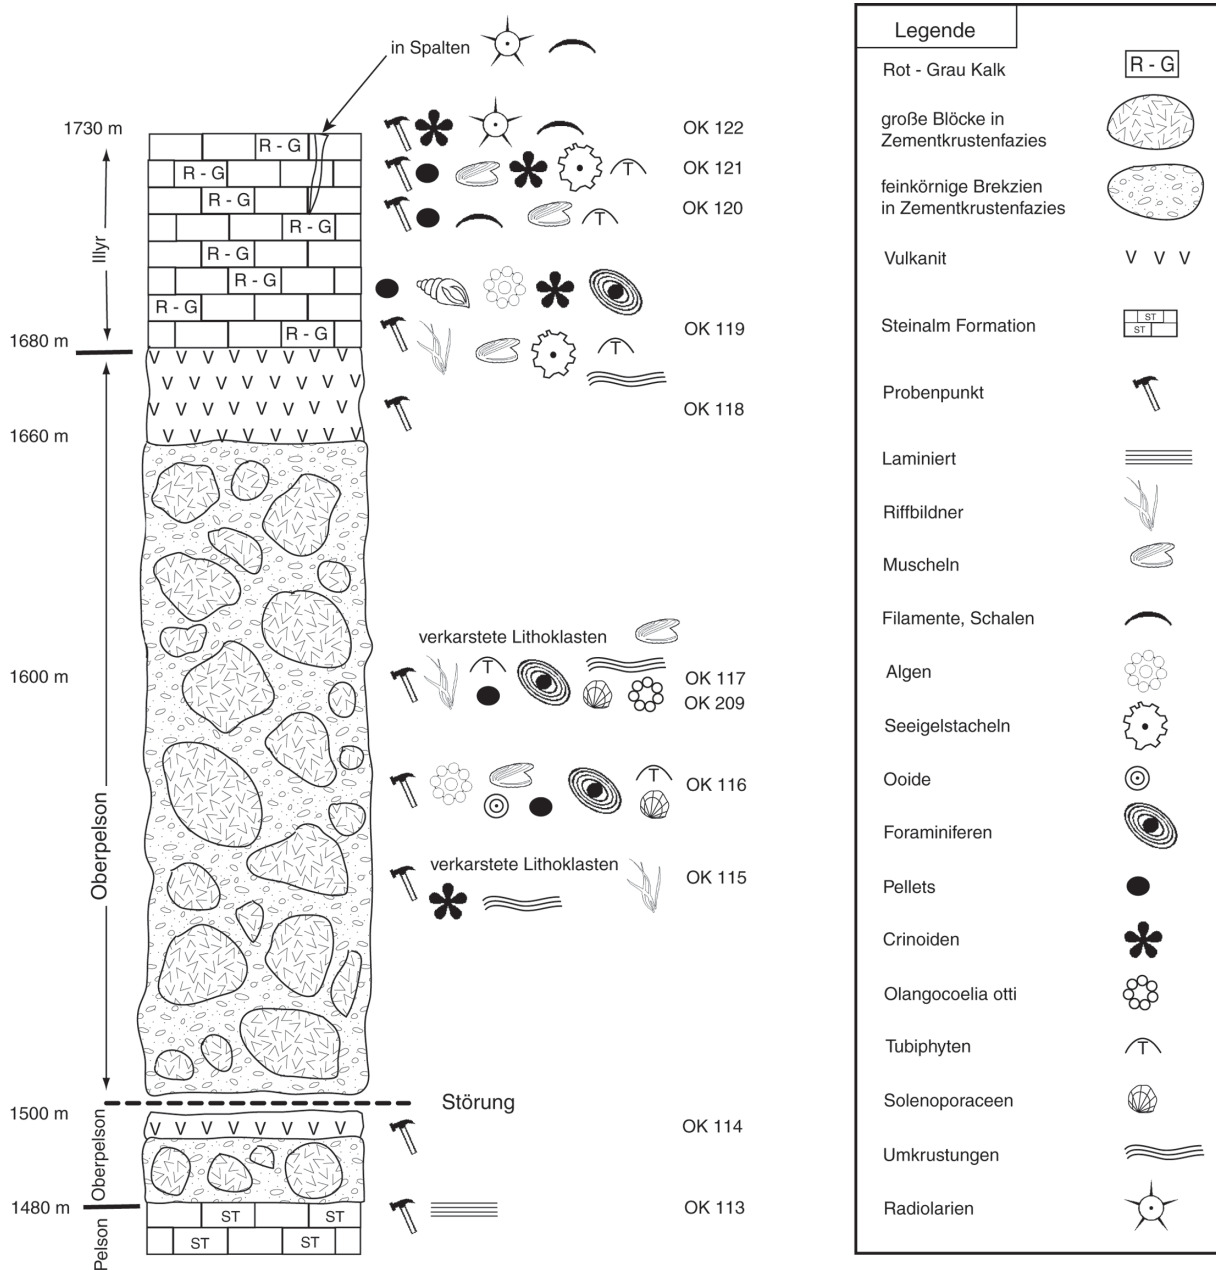 in Spalten
1730 m
R - G
OK 122
R - G
T
OK 121
R - G
T
OK 120
R - G
Illyr
R - G
R - G
R - G
R - G
T
OK 119
1680 m
V V V V V V V V
V V V V V V V
OK 118
V V V V V V V V
1660 m
V V V V V V V
verkarstete Lithoklasten
T
1600 m
OK 117
OK 209
T
OK 116
Oberpelson
verkarstete Lithoklasten
OK 115
Störung
1500 m
V V V V V V V V
OK 114
Oberpelson
1480 m
ST ST
OK 113
Pelson
ST ST
Legende
Rot - Grau Kalk
R - G
große Blöcke in
Zementkrustenfazies
feinkörnige Brekzien
in Zementkrustenfazies
Vulkanit
V V V
Steinalm Formation
ST
ST
Probenpunkt
Laminiert
Riffbildner
Muscheln
Filamente, Schalen
Algen
Seeigelstacheln
Ooide
Foraminiferen
Pellets
Crinoiden
Olangocoelia otti
Tubiphyten
T
Solenoporaceen
Umkrustungen
Radiolarien